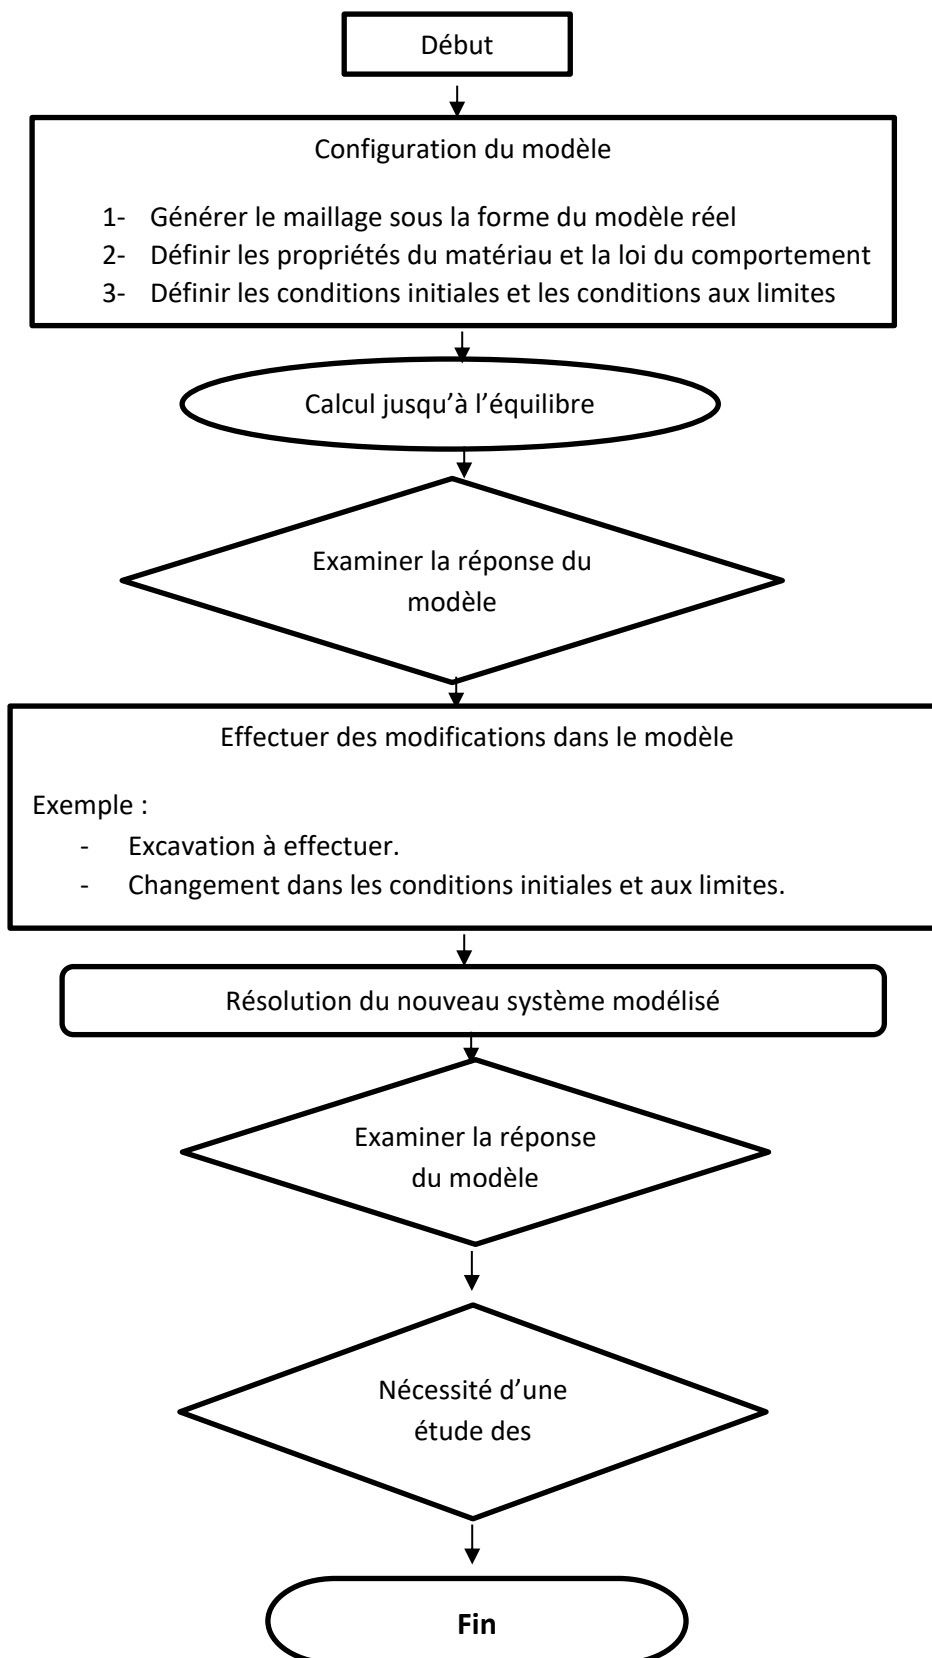 Début
Configuration du modèle
1- Générer le maillage sous la forme du modèle réel
2- Définir les propriétés du matériau et la loi du comportement
3- Définir les conditions initiales et les conditions aux limites
Calcul jusqu’à l’équilibre
Examiner la réponse du
modèle
Effectuer des modifications dans le modèle
Exemple :
- Excavation à effectuer.
- Changement dans les conditions initiales et aux limites.
Résolution du nouveau système modélisé
Examiner la réponse
du modèle
Nécessité d’une
étude des
Fin